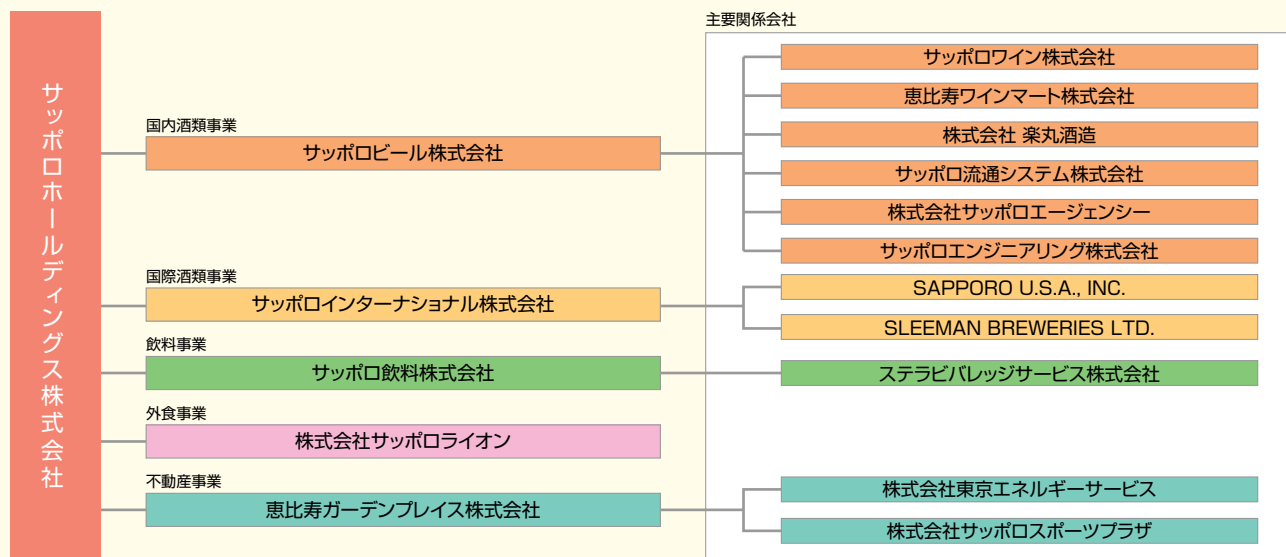 サッポロホールディングス株式会社
主要関係会社
国内酒類事業
サッポロビール株式会社
サッポロワイン株式会社
恵比寿ワインマート株式会社
株式会社 楽丸酒造
サッポロ流通システム株式会社
株式会社サッポロエージェンシー
サッポロエンジニアリング株式会社
国際酒類事業
サッポロインターナショナル株式会社
SAPPORO U.S.A., INC.
SLEEMAN BREWERIES LTD.
飲料事業
サッポロ飲料株式会社
ステラビバレッジサービス株式会社
外食事業
株式会社サッポロライオン
不動産事業
恵比寿ガーデンプレイス株式会社
株式会社東京エネルギーサービス
株式会社サッポロスポーツプラザ